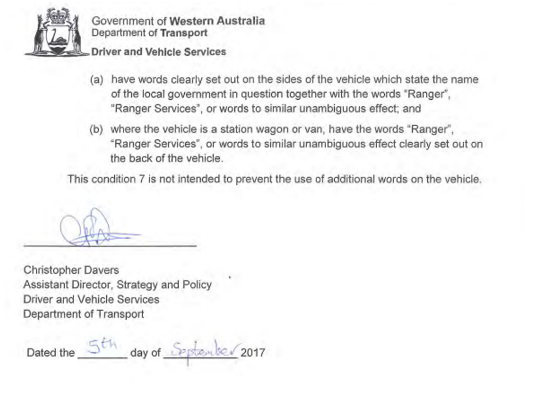 Government of Western Australia
Department of Transport
Driver and Vehicle Services
(a) have words clearly set out on the sides of the vehicle which state the name
of the local government in question together with the words "Ranger",
"Ranger Services", or words to similar unambiguous effect; and
(b) where the vehicle is a station wagon or van, have the words "Ranger",
"Ranger Services", or words to similar unambiguous effect clearly set out on
the back of the vehicle.
This condition 7 is not intended to prevent the use of additional words on the vehicle.
Christopher Davers
Assistant Director, Strategy and Policy
Driver and Vehicle Services
Department of Transport
Dated the 5th day of September 2017